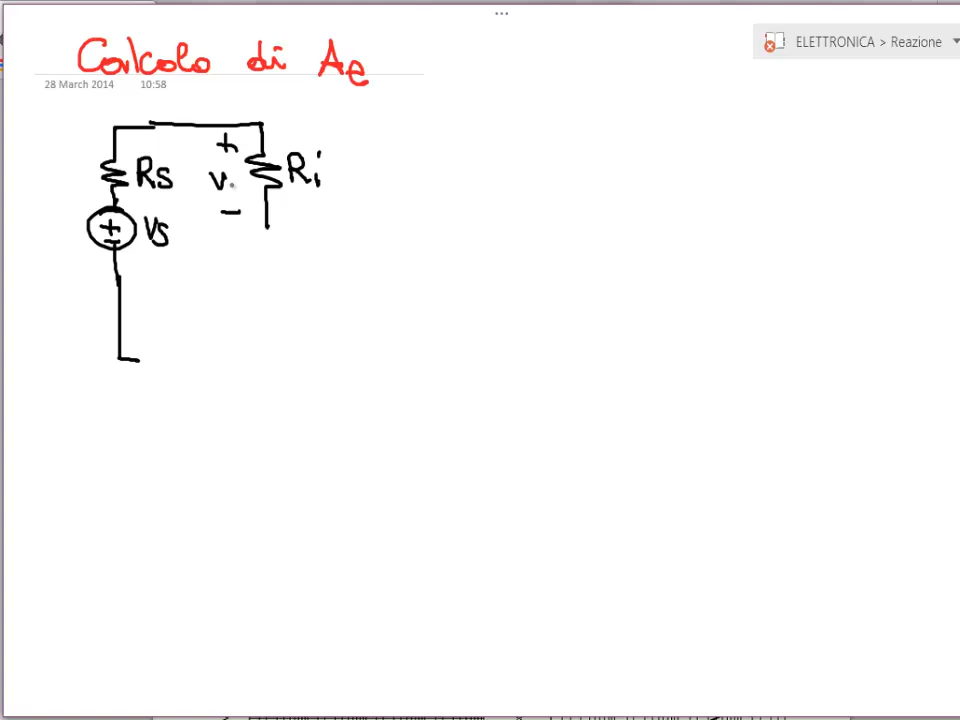 ELETTRONICA > Reazione
Calcolo di Ae
28 March 2014 10:58
+
Rs v Ri
+ Vs −
−